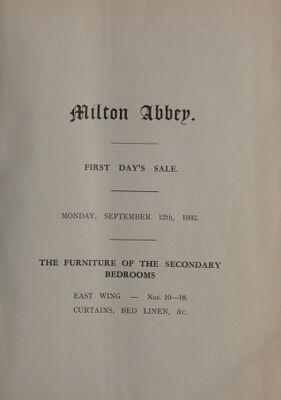 Milton Abbey.
FIRST DAY'S SALE.
MONDAY, SEPTEMBER 12th, 1932.
THE FURNITURE OF THE SECONDARY
BEDROOMS
EAST WING — Nos. 10—18.
CURTAINS, BED LINEN, &c.